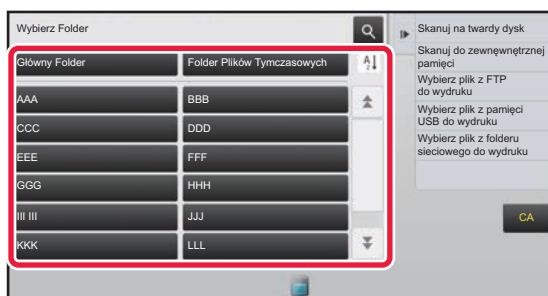 Wybierz Folder
Główny Folder
Folder Plików Tymczasowych
AAA
BBB
CCC
DDD
EEE
FFF
GGG
HHH
III III
JJJ
KKK
LLL
Skanuj na twardy dysk
Skanuj do zewnęwnętrznej
pamięci
Wybierz plik z FTP
do wydruku
Wybierz plik z pamięci
USB do wydruku
Wybierz plik z folderu
sieciowego do wydruku
CA